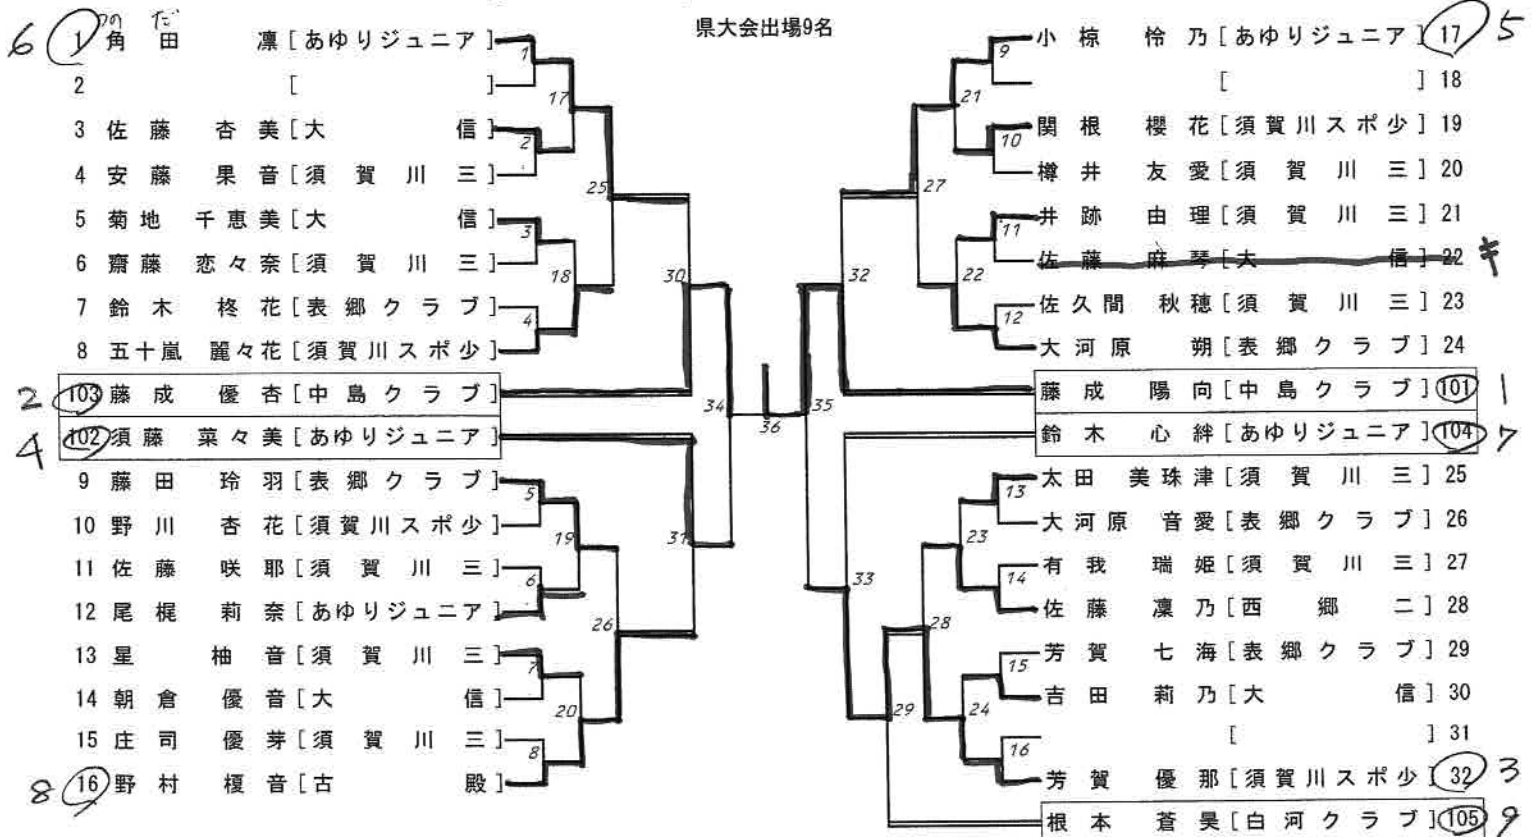 県大会出場9名
つの だ
6 1 角田 凛 [あゆりジュニア]
2 [ ]
3 佐藤 杏美 [大信]
4 安藤 果音 [須賀川三]
5 菊地 千恵美 [大信]
6 齋藤 恋々奈 [須賀川三]
7 鈴木 柊花 [表郷クラブ]
8 五十嵐 麗々花 [須賀川スポ少]
2 103 藤成 優杏 [中島クラブ]
4 102 須藤 菜々美 [あゆりジュニア]
9 藤田 玲羽 [表郷クラブ]
10 野川 杏花 [須賀川スポ少]
11 佐藤 咲耶 [須賀川三]
12 尾梶 莉奈 [あゆりジュニア]
13 星 柚音 [須賀川三]
14 朝倉 優音 [大信]
15 庄司 優芽 [須賀川三]
8 16 野村 榎音 [古殿]
1
2
3
4
5
6
7
8
17
18
19
20
25
26
30
31
34
36
35
32
33
27
28
29
21
22
23
24
9
10
11
12
13
14
15
16
小椋 怜乃 [あゆりジュニア] 17 5
[ ] 18
関根 櫻花 [須賀川スポ少] 19
樽井 友愛 [須賀川三] 20
井跡 由理 [須賀川三] 21
佐藤 麻琴 [大信] 22 キ
佐久間 秋穂 [須賀川三] 23
大河原 朔 [表郷クラブ] 24
藤成 陽向 [中島クラブ] 101 1
鈴木 心絆 [あゆりジュニア] 104 7
太田 美珠津 [須賀川三] 25
大河原 音愛 [表郷クラブ] 26
有我 瑞姫 [須賀川三] 27
佐藤 凜乃 [西郷二] 28
芳賀 七海 [表郷クラブ] 29
吉田 莉乃 [大信] 30
[ ] 31
芳賀 優那 [須賀川スポ少] 32 3
根本 蒼昊 [白河クラブ] 105 9